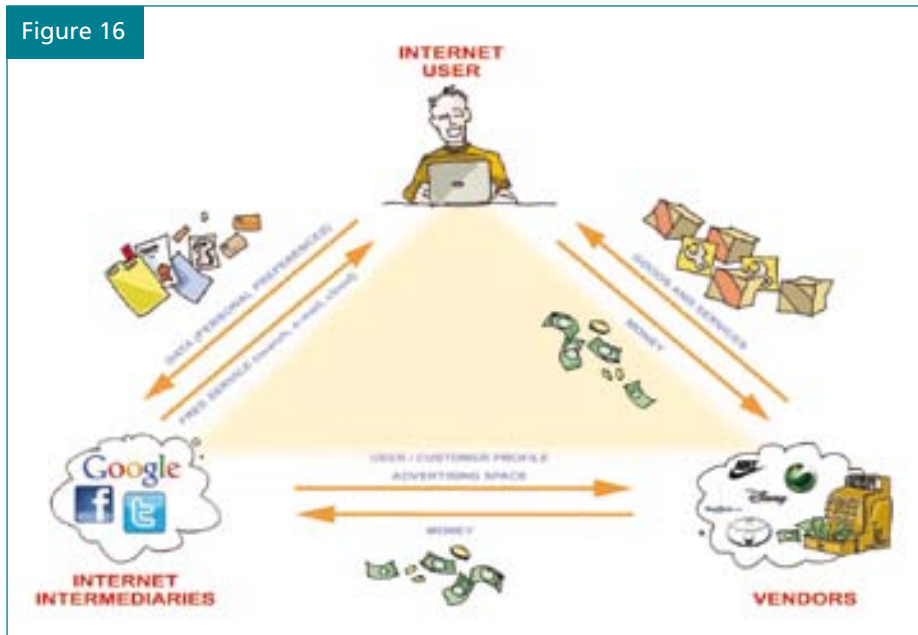 Figure 16
INTERNET
USER
DATA (PERSONAL PREFERENCES)
FREE SERVICE (search, e-mail, cloud)
GOODS AND SERVICES
MONEY
Google
f
t
USER / CUSTOMER PROFILE
ADVERTISING SPACE
MONEY
Disney
INTERNET
INTERMEDIARIES
VENDORS